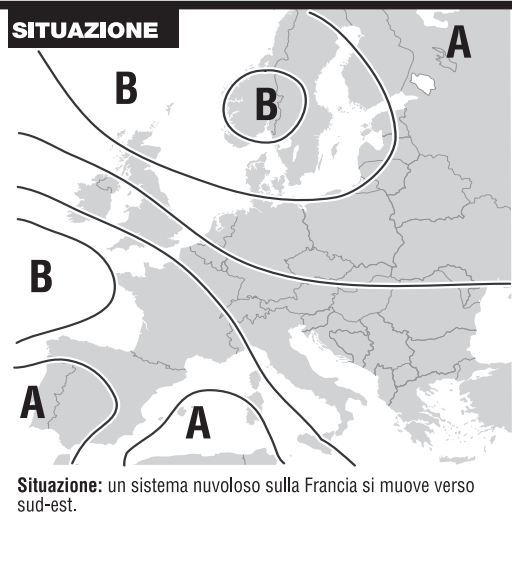 SITUAZIONE
A
B
B
B
A
A
Situazione: un sistema nuvoloso sulla Francia si muove verso
sud-est.